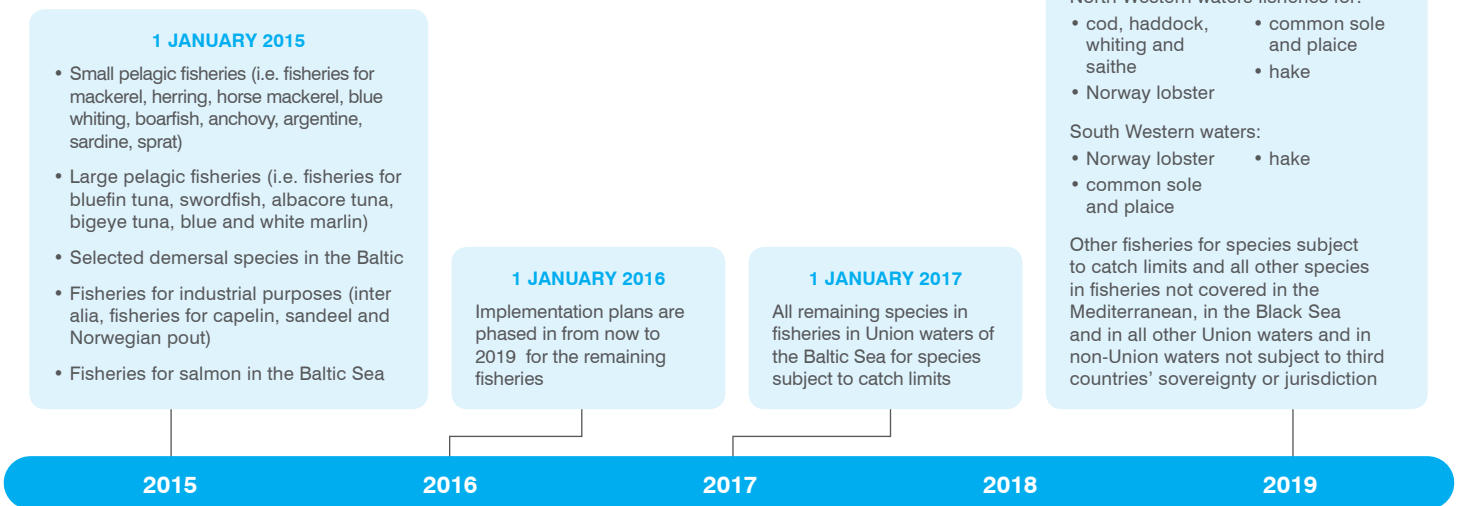 1 JANUARY 2015
• Small pelagic fisheries (i.e. fisheries for
mackerel, herring, horse mackerel, blue
whiting, boarfish, anchovy, argentine,
sardine, sprat)
• Large pelagic fisheries (i.e. fisheries for
bluefin tuna, swordfish, albacore tuna,
bigeye tuna, blue and white marlin)
• Selected demersal species in the Baltic
• Fisheries for industrial purposes (inter
alia, fisheries for capelin, sandeel and
Norwegian pout)
• Fisheries for salmon in the Baltic Sea
1 JANUARY 2016
Implementation plans are
phased in from now to
2019 for the remaining
fisheries
1 JANUARY 2017
All remaining species in
fisheries in Union waters of
the Baltic Sea for species
subject to catch limits
North Western waters fisheries for:
• cod, haddock,
whiting and
saithe
• Norway lobster
• common sole
and plaice
• hake
South Western waters:
• Norway lobster
• common sole
and plaice
• hake
Other fisheries for species subject
to catch limits and all other species
in fisheries not covered in the
Mediterranean, in the Black Sea
and in all other Union waters and in
non-Union waters not subject to third
countries’ sovereignty or jurisdiction
2015
2016
2017
2018
2019